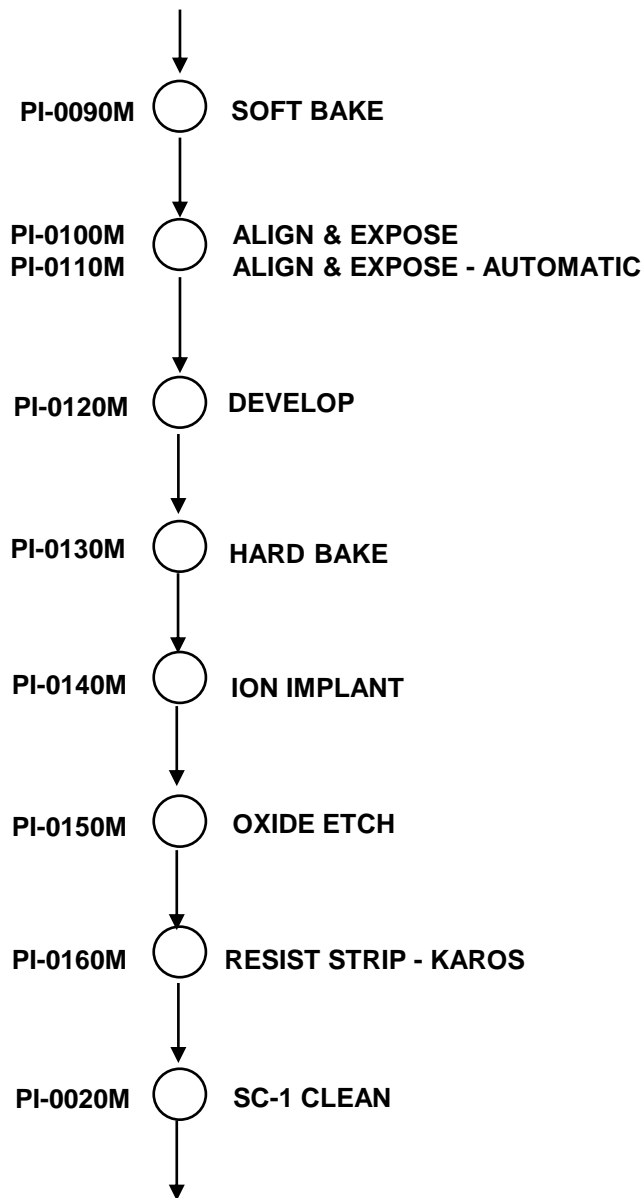 PI-0090M SOFT BAKE
PI-0100M ALIGN & EXPOSE
PI-0110M ALIGN & EXPOSE - AUTOMATIC
PI-0120M DEVELOP
PI-0130M HARD BAKE
PI-0140M ION IMPLANT
PI-0150M OXIDE ETCH
PI-0160M RESIST STRIP - KAROS
PI-0020M SC-1 CLEAN